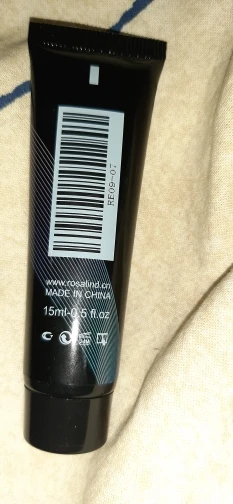 RE09-07
www.rosalind.cn
MADE IN CHINA
15ml-0.5 fl.oz